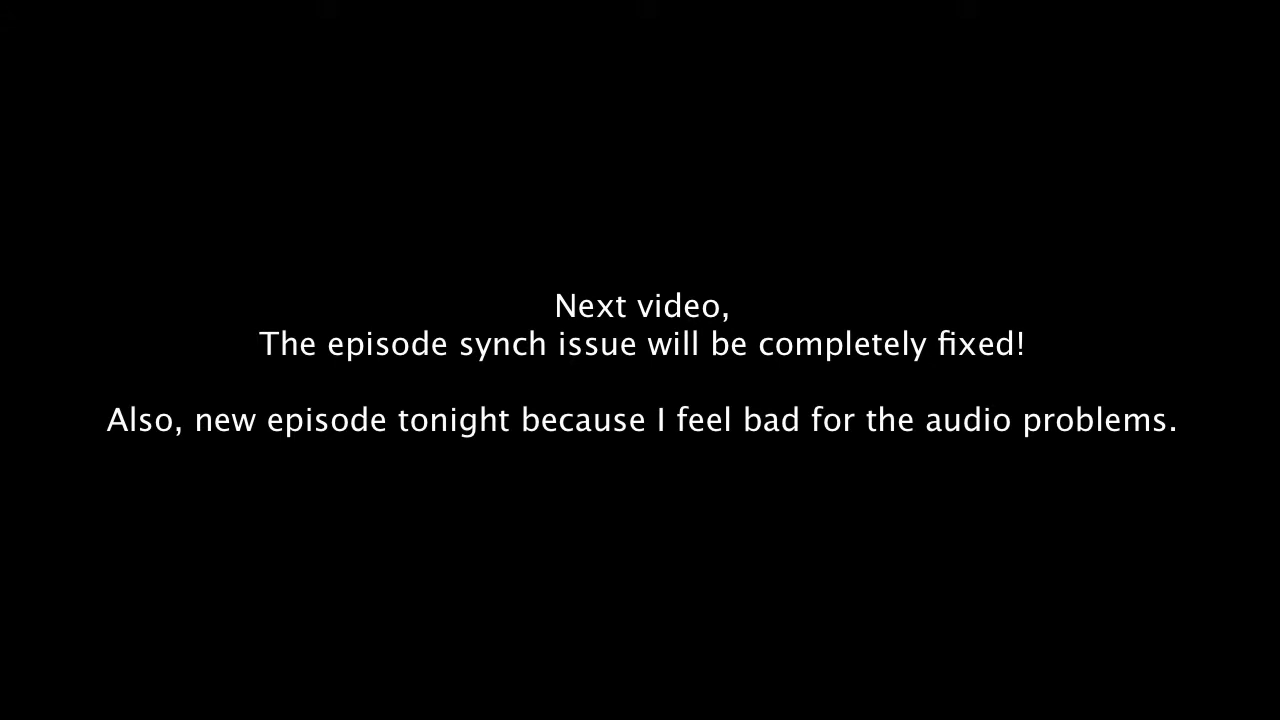 Next video,
The episode synch issue will be completely fixed!
Also, new episode tonight because I feel bad for the audio problems.